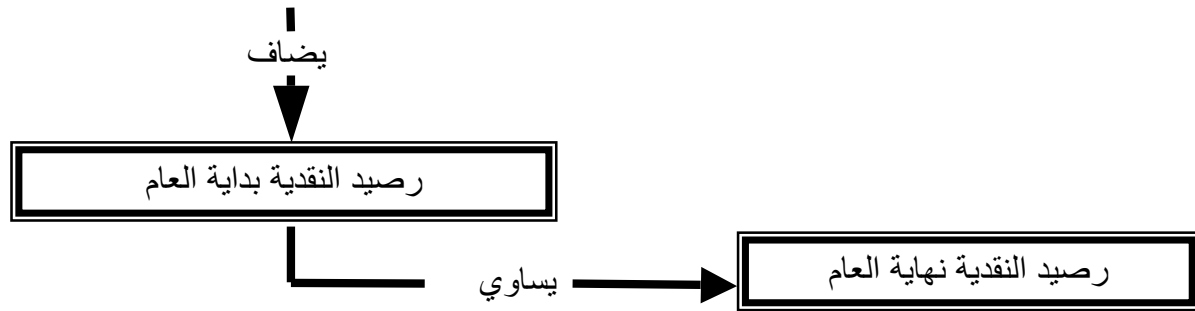 يضاف
رصيد النقدية بداية العام
يساوي
رصيد النقدية نهاية العام